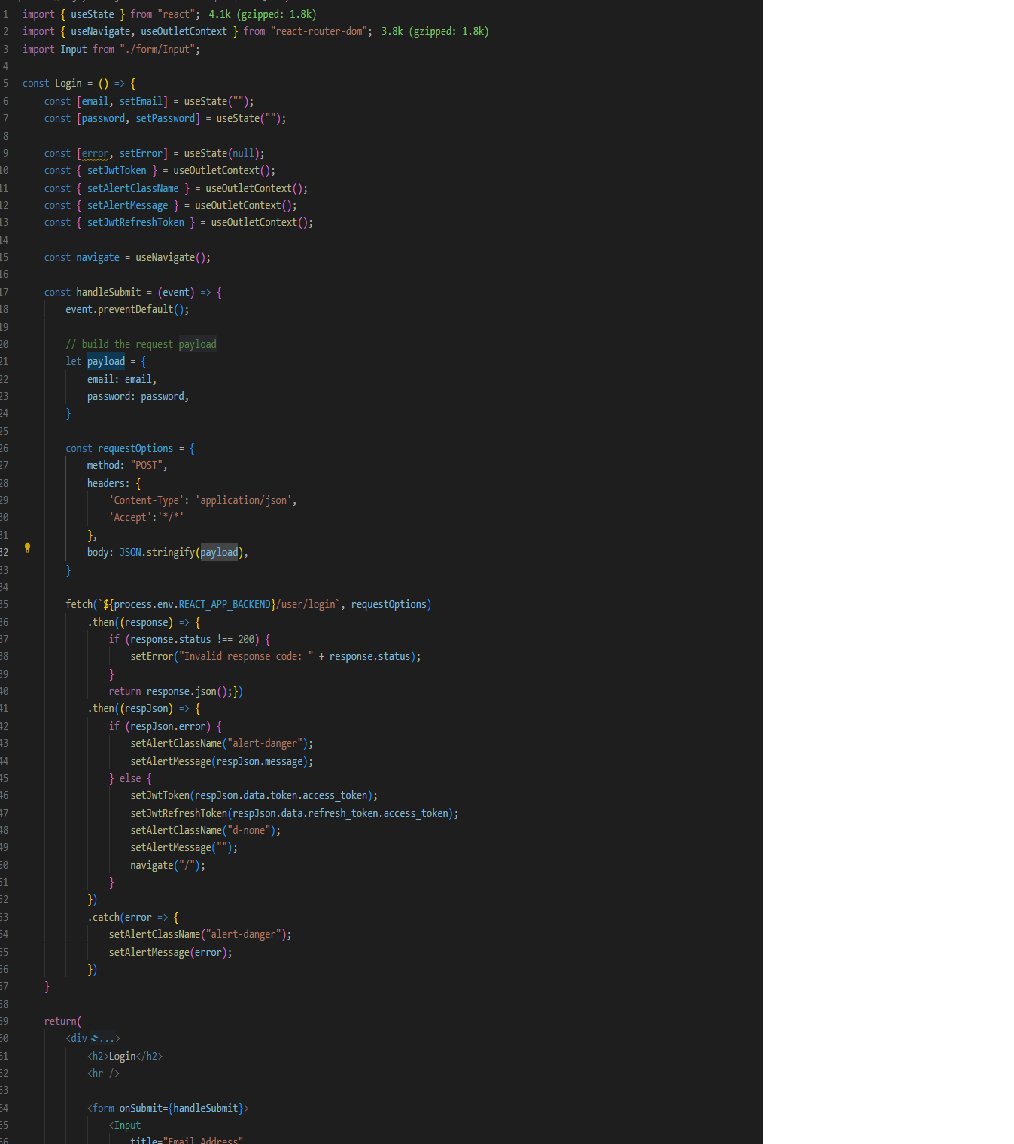 1 import { useState } from "react"; 4.1k (gzipped: 1.8k)
2 import { useNavigate, useOutletContext } from "react-router-dom"; 3.8k (gzipped: 1.8k)
3 import Input from "./form/Input";
4
5 const Login = () => {
6 const [email, setEmail] = useState("");
7 const [password, setPassword] = useState("");
8
9 const [error, setError] = useState(null);
10 const { setJwtToken } = useOutletContext();
11 const { setAlertClassName } = useOutletContext();
12 const { setAlertMessage } = useOutletContext();
13 const { setJwtRefreshToken } = useOutletContext();
14
15 const navigate = useNavigate();
16
17 const handleSubmit = (event) => {
18 event.preventDefault();
19
20 // build the request payload
21 let payload = {
22 email: email,
23 password: password,
24 }
25
26 const requestOptions = {
27 method: "POST",
28 headers: {
29 'Content-Type': 'application/json',
30 'Accept':'*/*'
31 },
32 body: JSON.stringify(payload),
33 }
34
35 fetch(`${process.env.REACT_APP_BACKEND}/user/login`, requestOptions)
36 .then((response) => {
37 if (response.status !== 200) {
38 setError("Invalid response code: " + response.status);
39 }
40 return response.json();})
41 .then((respJson) => {
42 if (respJson.error) {
43 setAlertClassName("alert-danger");
44 setAlertMessage(respJson.message);
45 } else {
46 setJwtToken(respJson.data.token.access_token);
47 setJwtRefreshToken(respJson.data.refresh_token.access_token);
48 setAlertClassName("d-none");
49 setAlertMessage("");
50 navigate("/");
51 }
52 })
53 .catch(error => {
54 setAlertClassName("alert-danger");
55 setAlertMessage(error);
56 })
57 }
58
59 return(
60 <div ...>
61 <h2>Login</h2>
62 <hr />
63
64 <form onSubmit={handleSubmit}>
65 <Input
66 title="Email Address"